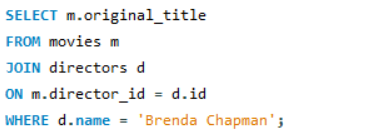 SELECT m.original_title
FROM movies m
JOIN directors d
ON m.director_id = d.id
WHERE d.name = 'Brenda Chapman';